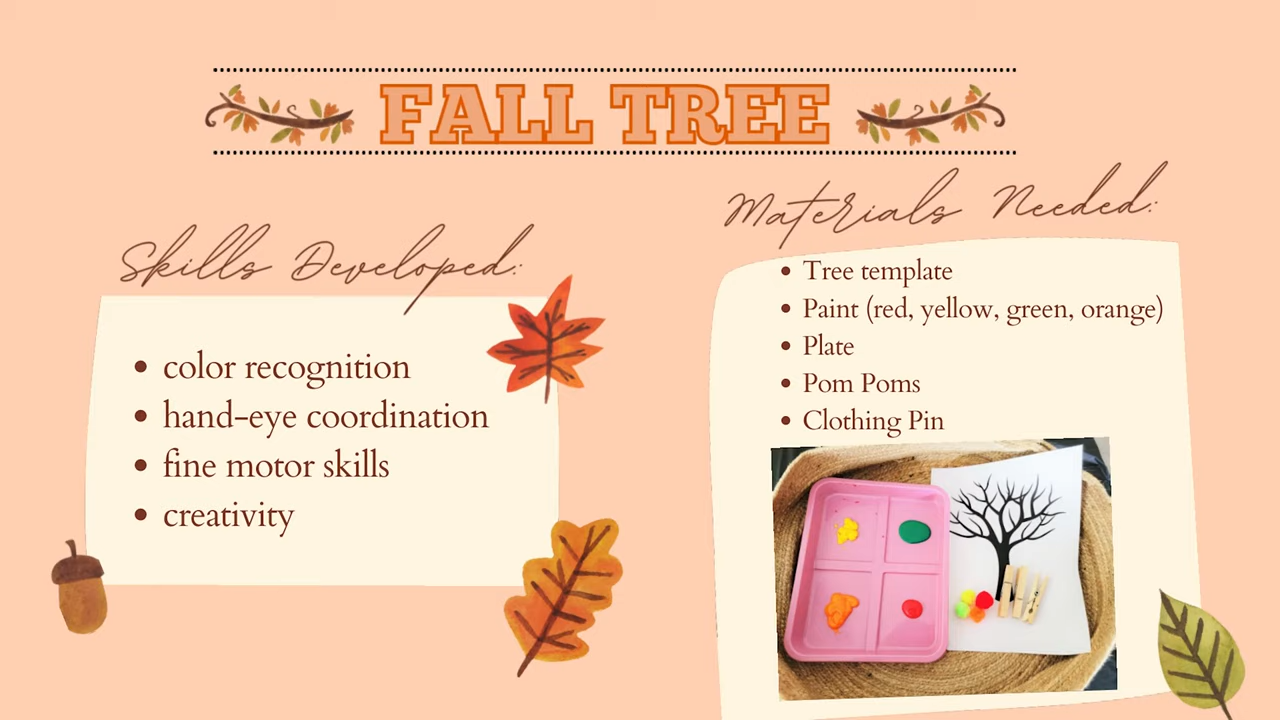 FALL TREE
Skills Developed:
• color recognition
• hand-eye coordination
• fine motor skills
• creativity
Materials Needed:
• Tree template
• Paint (red, yellow, green, orange)
• Plate
• Pom Poms
• Clothing Pin